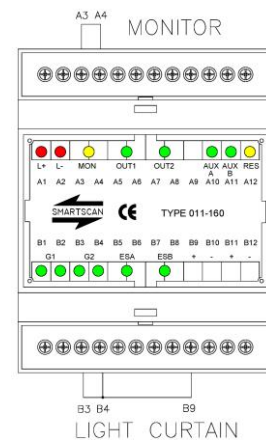 A3 A4
MONITOR
L+ L- MON OUT1 OUT2 AUX A AUX B RES
A1 A2 A3 A4 A5 A6 A7 A8 A9 A10 A11 A12
SMARTSCAN CE TYPE 011-160
B1 B2 B3 B4 B5 B6 B7 B8 B9 B10 B11 B12
G1 G2 ESA ESB + - + -
B3 B4 B9
LIGHT CURTAIN